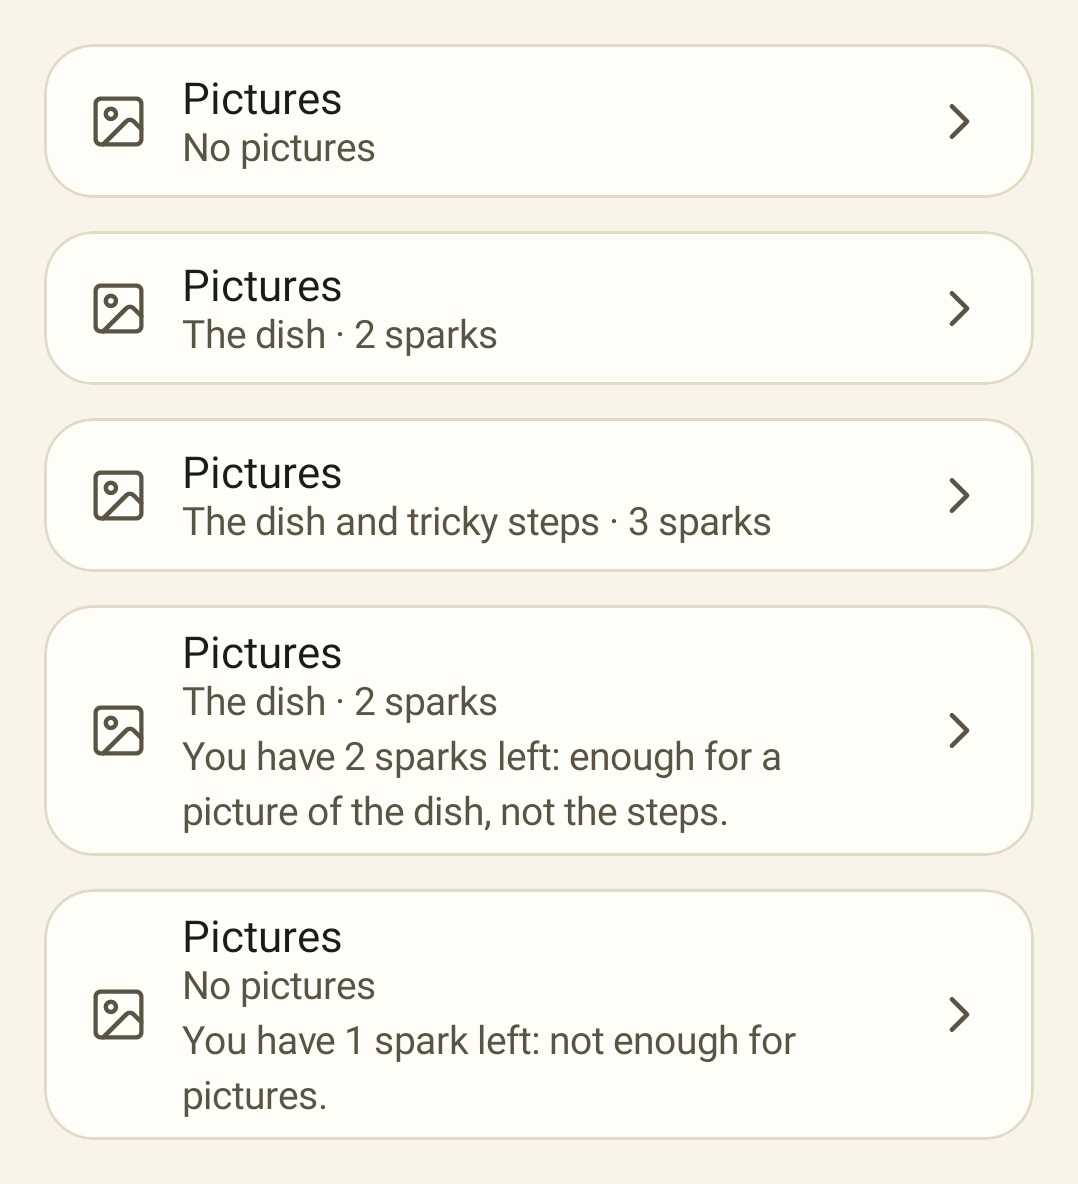 Pictures
No pictures
Pictures
The dish · 2 sparks
Pictures
The dish and tricky steps · 3 sparks
Pictures
The dish · 2 sparks
You have 2 sparks left: enough for a
picture of the dish, not the steps.
Pictures
No pictures
You have 1 spark left: not enough for
pictures.